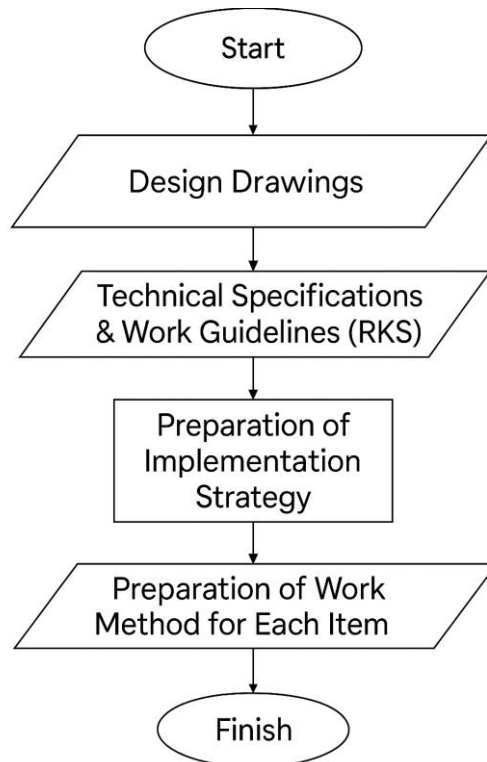 Start
Design Drawings
Technical Specifications
& Work Guidelines (RKS)
Preparation of
Implementation
Strategy
Preparation of Work
Method for Each Item
Finish